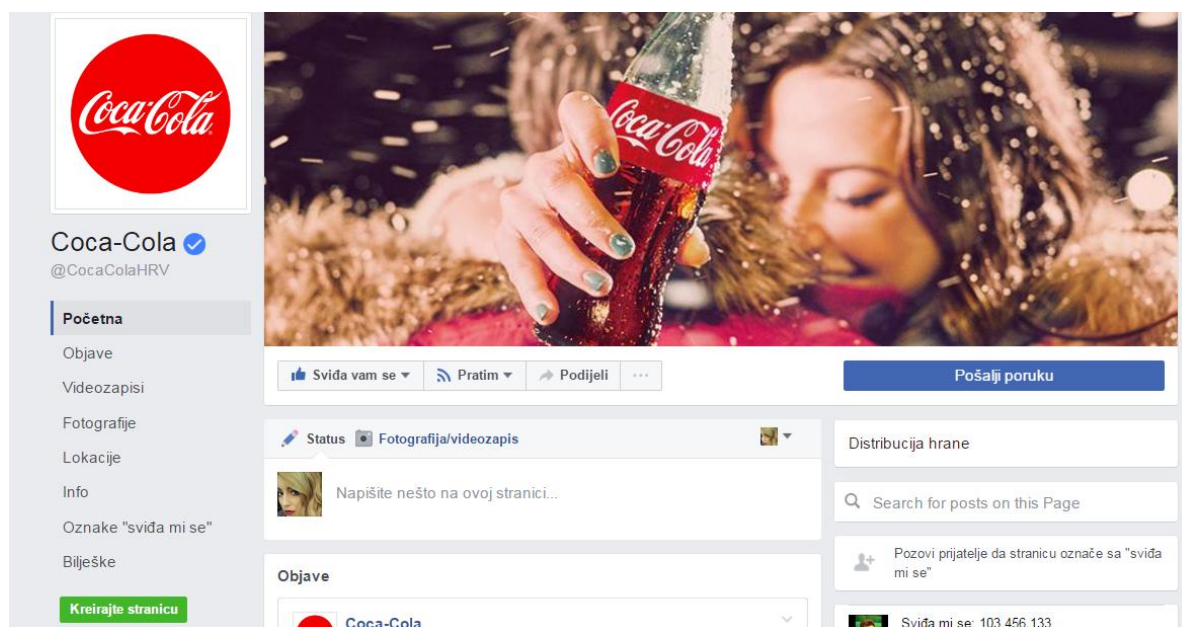 Coca-Cola
Coca-Cola
Coca-Cola
@CocaColaHRV
Početna
Objave
Videozapisi
Fotografije
Lokacije
Info
Oznake "sviđa mi se"
Bilješke
Kreirajte stranicu
Sviđa vam se
Pratim
Podijeli
...
Pošalji poruku
Status
Fotografija/videozapis
Napišite nešto na ovoj stranici...
Objave
Coca-Cola
Distribucija hrane
Search for posts on this Page
Pozovi prijatelje da stranicu označe sa "sviđa
mi se"
Sviđa mi se: 103 456 133